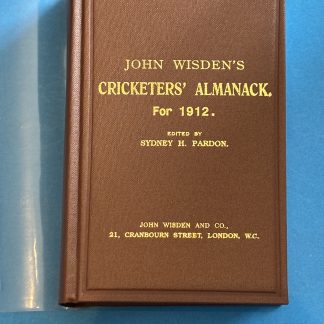 JOHN WISDEN'S
CRICKETERS' ALMANACK.
For 1912.
EDITED BY
SYDNEY H. PARDON.
JOHN WISDEN AND CO.,
21, CRANBOURN STREET, LONDON, W.C.